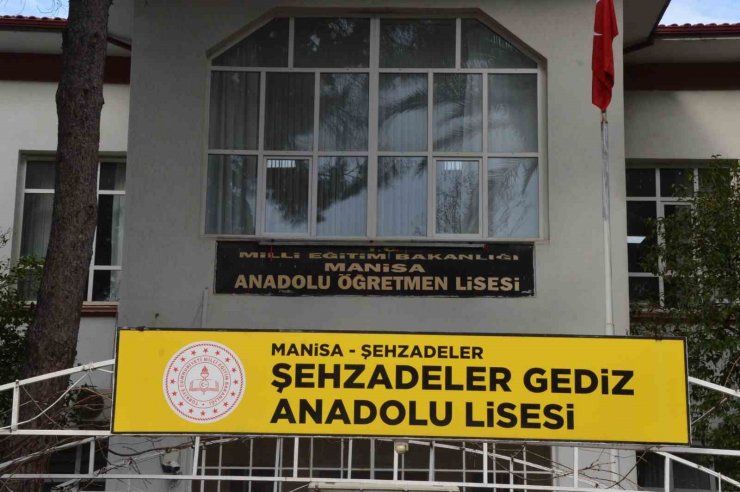 MİLLİ EĞİTİM BAKANLIĞI
MANİSA
ANADOLU ÖĞRETMEN LİSESİ
MANİSA - ŞEHZADELER
ŞEHZADELER GEDİZ
ANADOLU LİSESİ